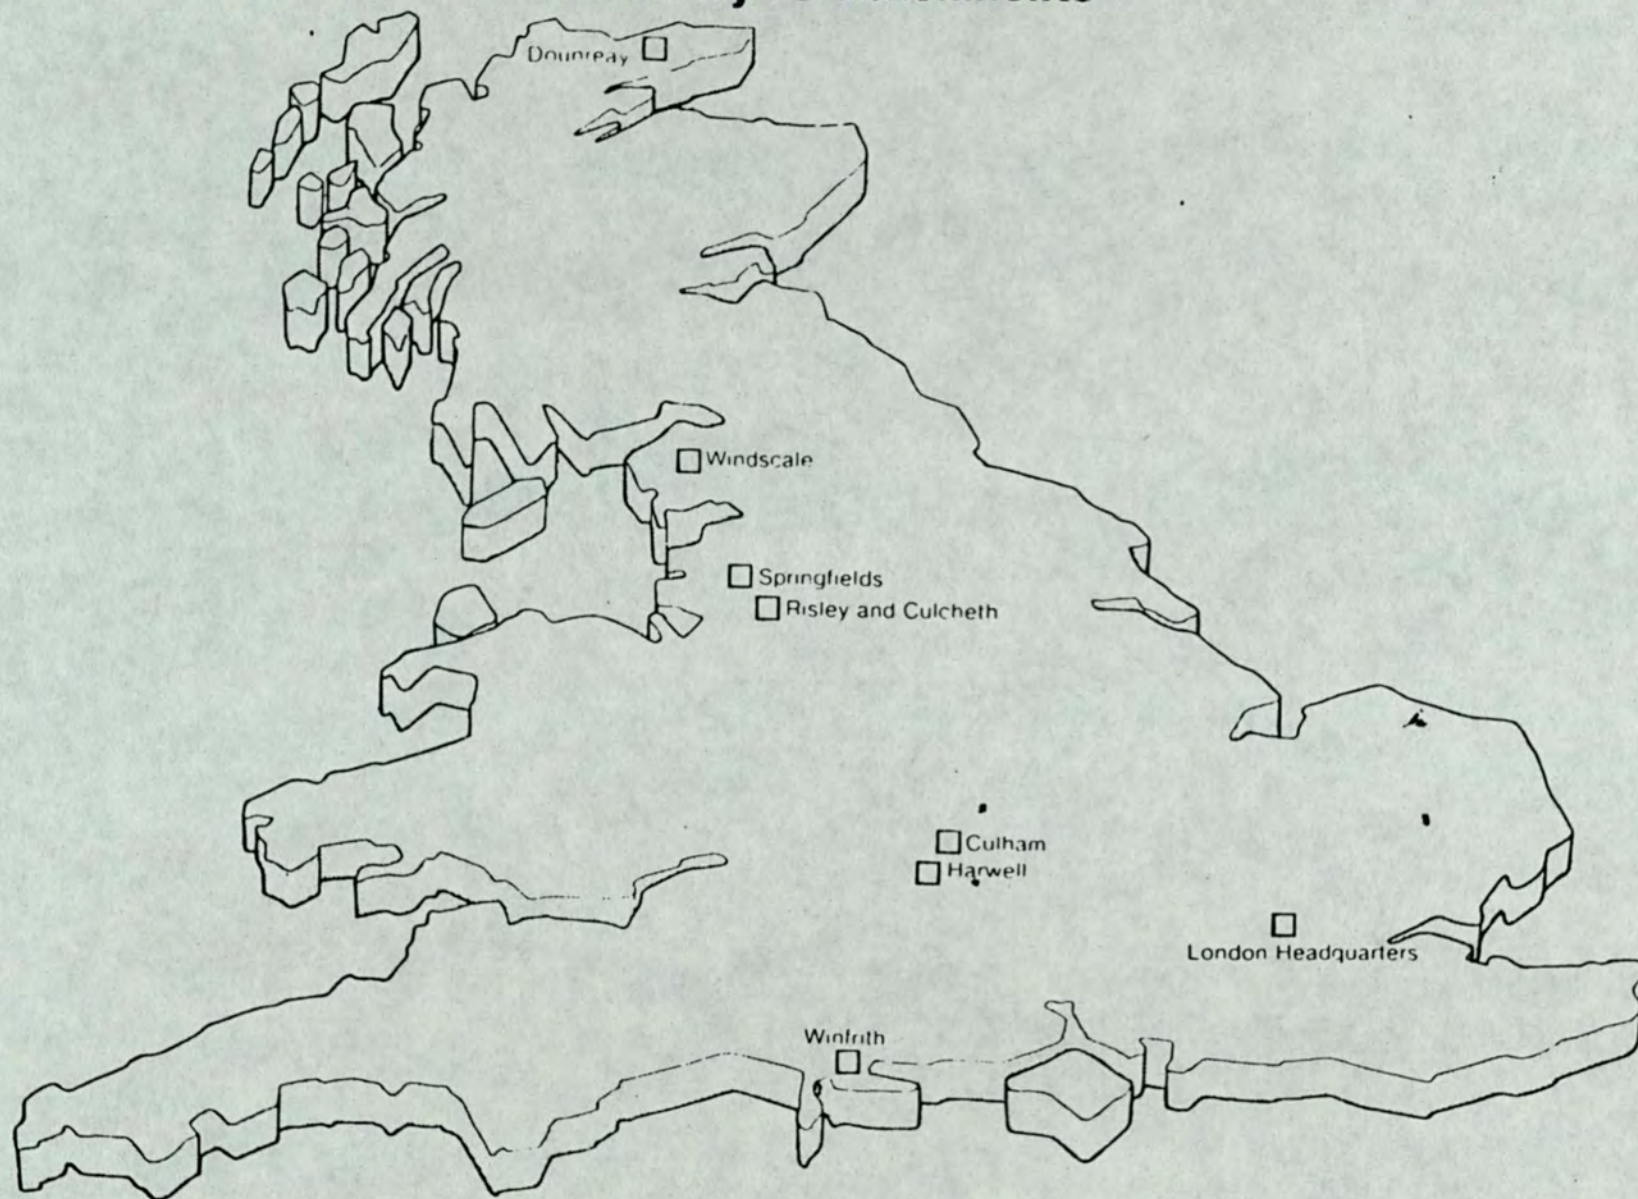 Dounreay
Windscale
Springfields
Risley and Culcheth
Culham
Harwell
London Headquarters
Winfrith